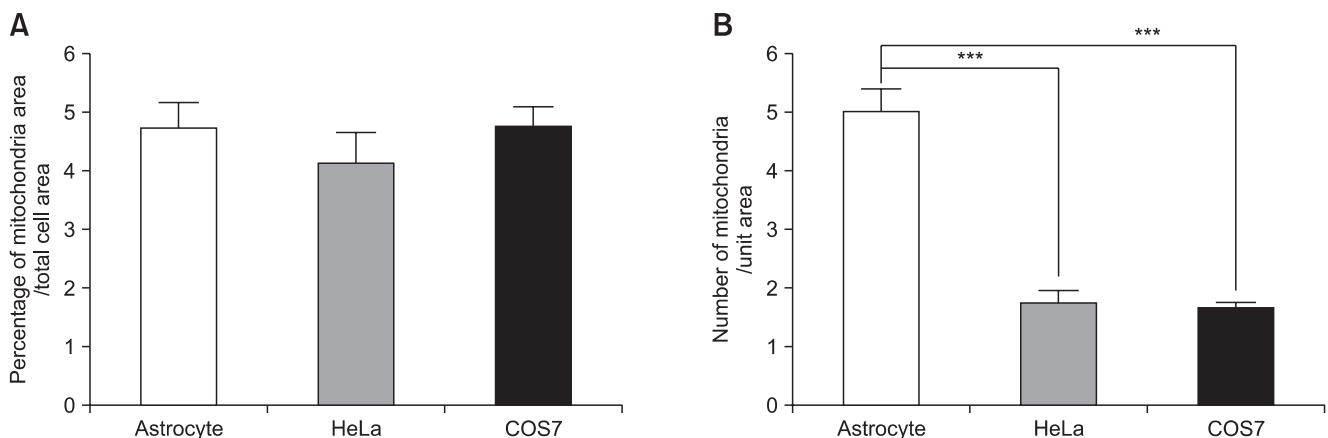 A
Percentage of mitochondria area
/total cell area
6
5
4
3
2
1
0
Astrocyte
HeLa
COS7
B
Number of mitochondria
/unit area
6
5
4
3
2
1
0
***
***
Astrocyte
HeLa
COS7